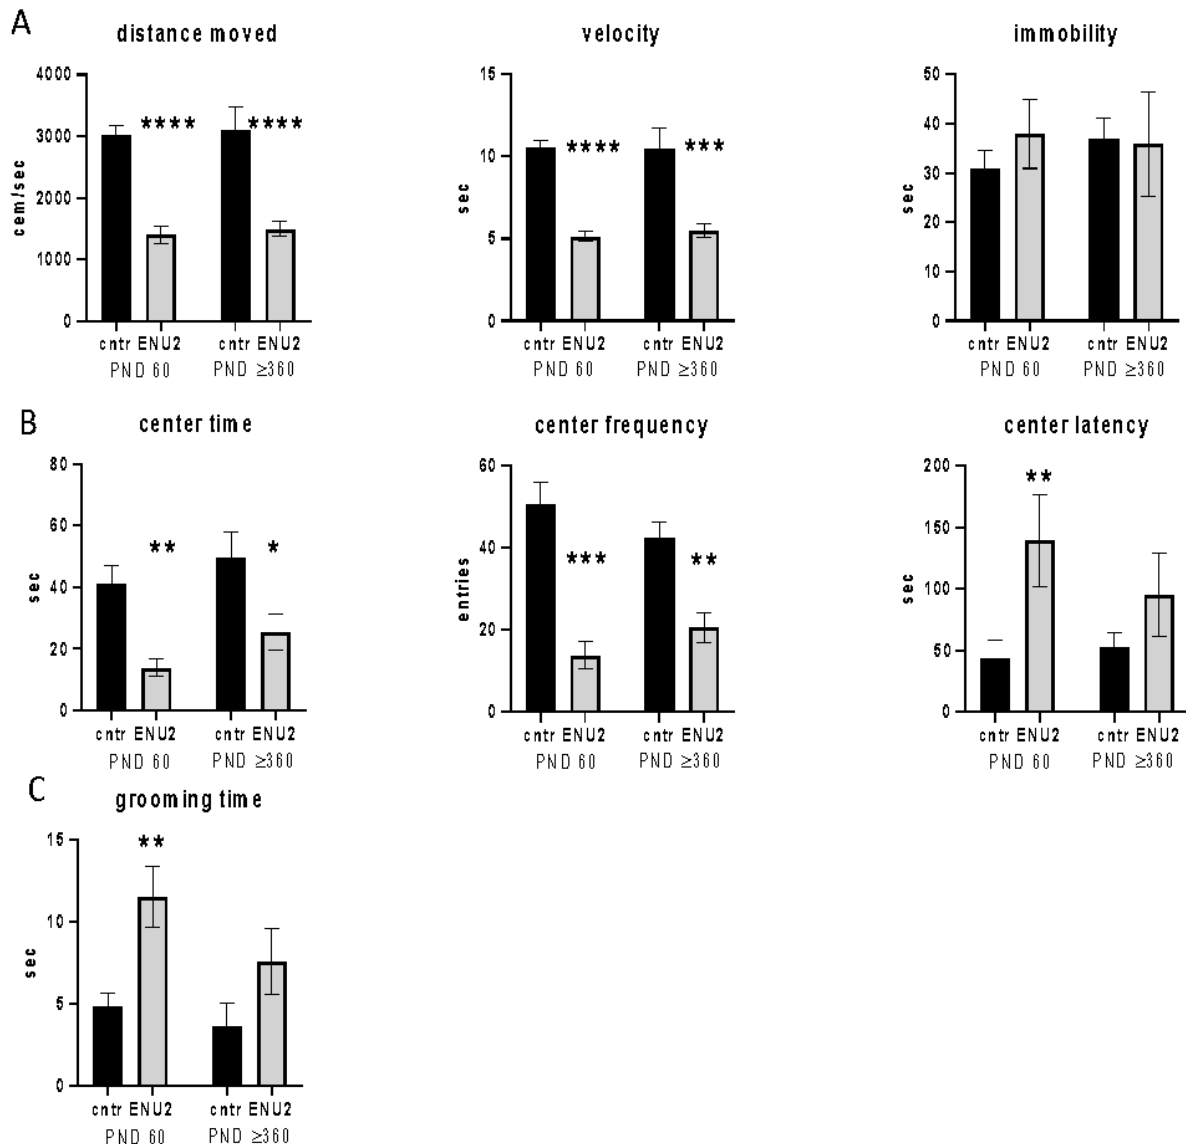 A
distance moved
velocity
immobility
4000
3000
2000
1000
0
cem/sec
**** ****
cntr ENU2 cntr ENU2
PND 60 PND ≥360
15
10
5
0
sec
**** ***
cntr ENU2 cntr ENU2
PND 60 PND ≥360
50
40
30
20
10
0
sec
cntr ENU2 cntr ENU2
PND 60 PND ≥360
B
center time
center frequency
center latency
80
60
40
20
0
sec
** *
cntr ENU2 cntr ENU2
PND 60 PND ≥360
60
40
20
0
entries
*** **
cntr ENU2 cntr ENU2
PND 60 PND ≥360
200
150
100
50
0
sec
**
cntr ENU2 cntr ENU2
PND 60 PND ≥360
C
grooming time
15
10
5
0
sec
**
cntr ENU2 cntr ENU2
PND 60 PND ≥360